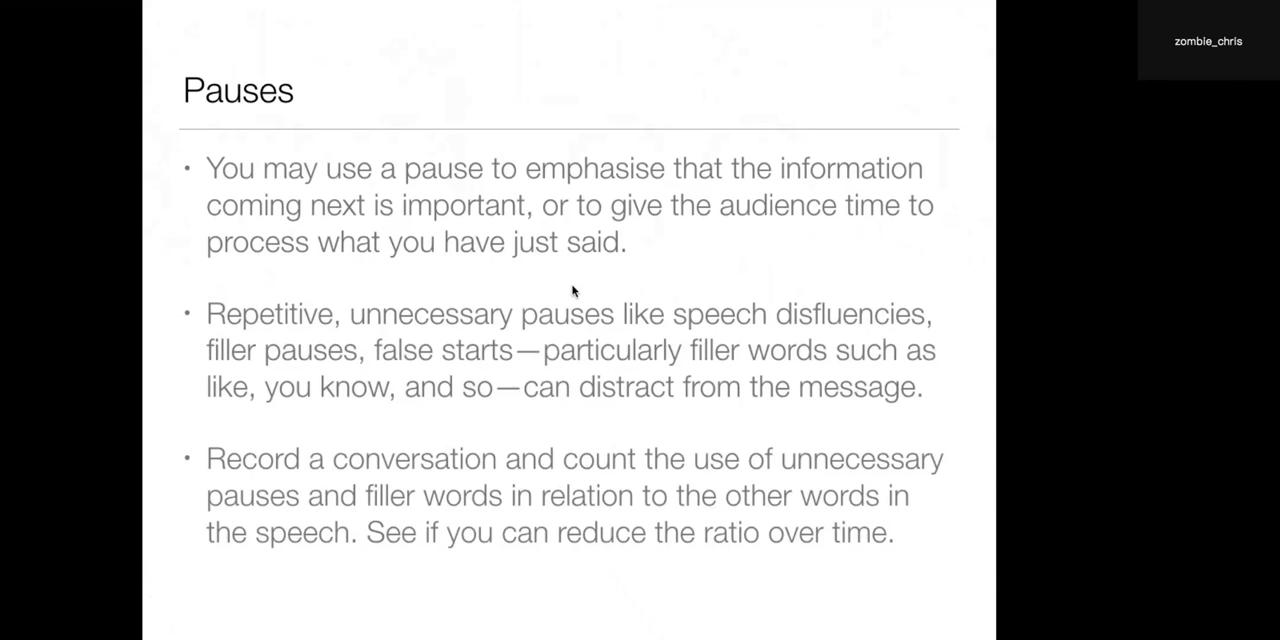 zombie_chris
Pauses
• You may use a pause to emphasise that the information
coming next is important, or to give the audience time to
process what you have just said.
• Repetitive, unnecessary pauses like speech disfluencies,
filler pauses, false starts—particularly filler words such as
like, you know, and so—can distract from the message.
• Record a conversation and count the use of unnecessary
pauses and filler words in relation to the other words in
the speech. See if you can reduce the ratio over time.